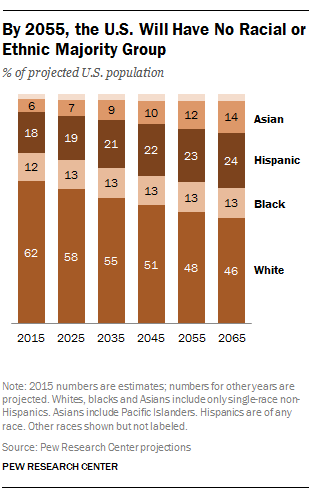 By 2055, the U.S. Will Have No Racial or
Ethnic Majority Group
% of projected U.S. population
6 7 9 10 12 14 Asian
18 19 21 22 23 24 Hispanic
12 13 13 13 13 13 Black
62 58 55 51 48 46 White
2015 2025 2035 2045 2055 2065
Note: 2015 numbers are estimates; numbers for other years are
projected. Whites, blacks and Asians include only single-race non-
Hispanics. Asians include Pacific Islanders. Hispanics are of any
race. Other races shown but not labeled.
Source: Pew Research Center projections
PEW RESEARCH CENTER